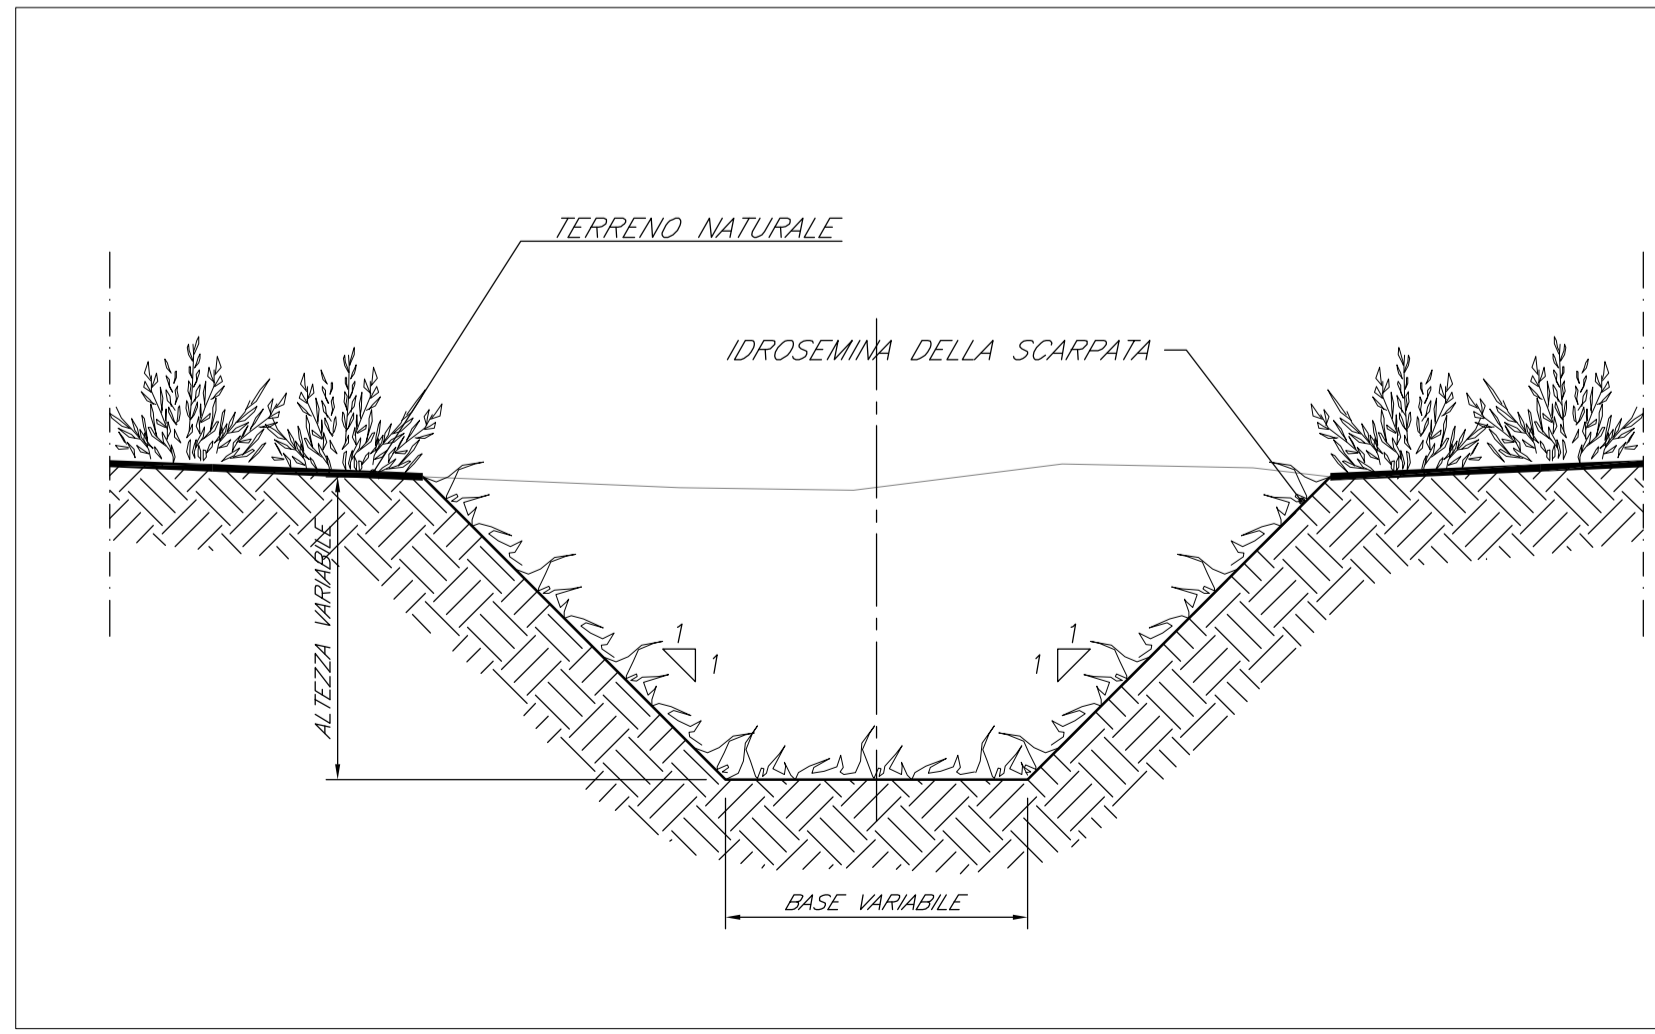 TERRENO NATURALE
IDROSEMINA DELLA SCARPATA
ALTEZZA VARIABILE
1
1
1
1
BASE VARIABILE